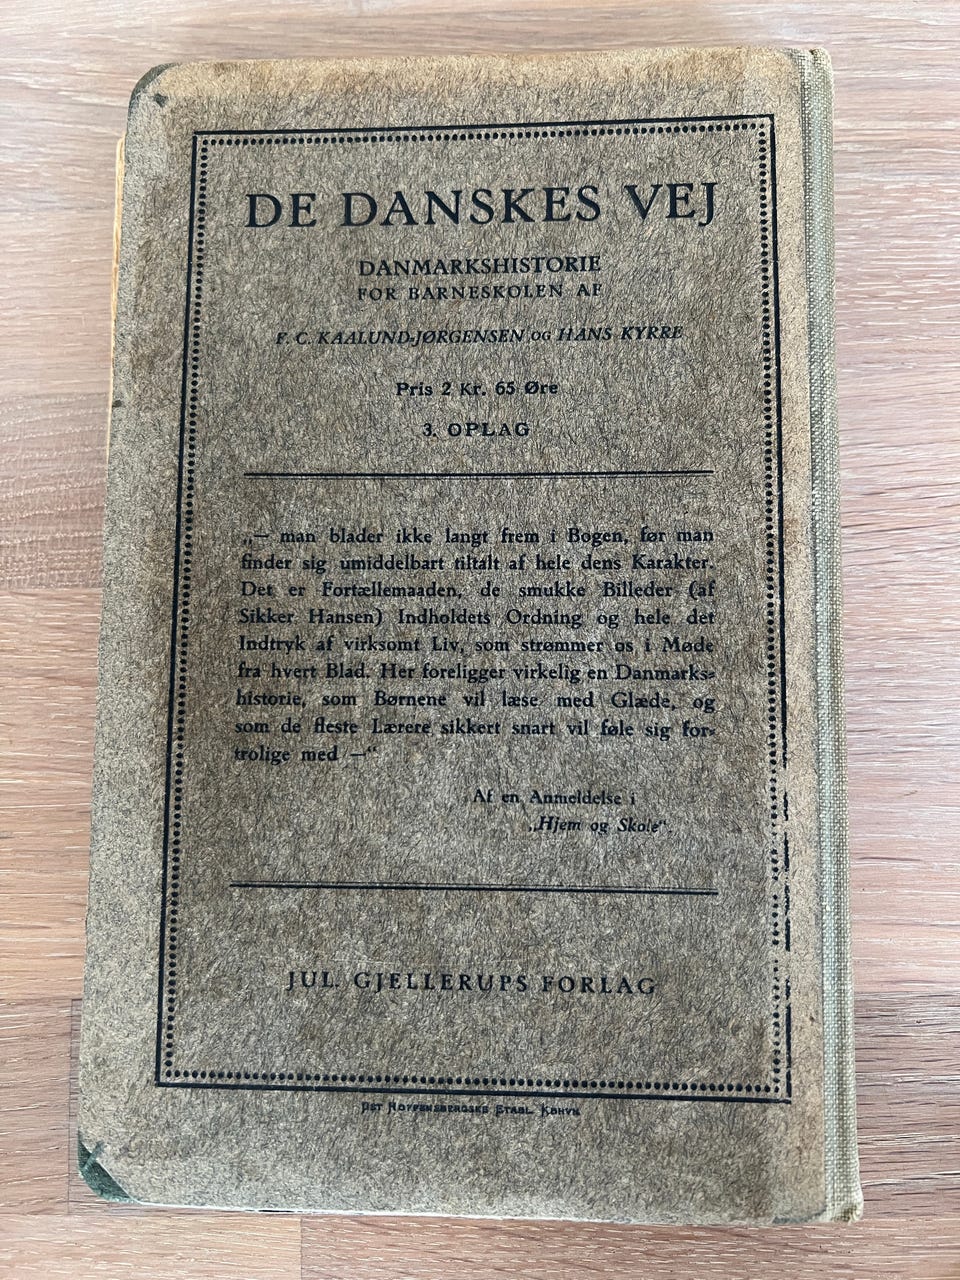 DE DANSKES VEJ
DANMARKSHISTORIE
FOR BARNESKOLEN AF
F. C. KAALUND-JØRGENSEN OG HANS KYRRE
Pris 2 Kr. 65 Øre
3. OPLAG
„— man blader ikke langt frem i Bogen, før man
finder sig umiddelbart tiltalt af hele dens Karakter.
Det er Fortællemaaden, de smukke Billeder (af
Sikker Hansen) Indholdets Ordning og hele det
Indtryk af virksomt Liv, som strømmer os i Møde
fra hvert Blad. Her foreligger virkelig en Danmarks=
historie, som Børnene vil læse med Glæde, og
som de fleste Lærere sikkert snart vil føle sig for=
trolige med —“
Af en Anmeldelse i
„Hjem og Skole“.
JUL. GJELLERUPS FORLAG
DET HOFFENSBERGSKE ETABL. KBHVN